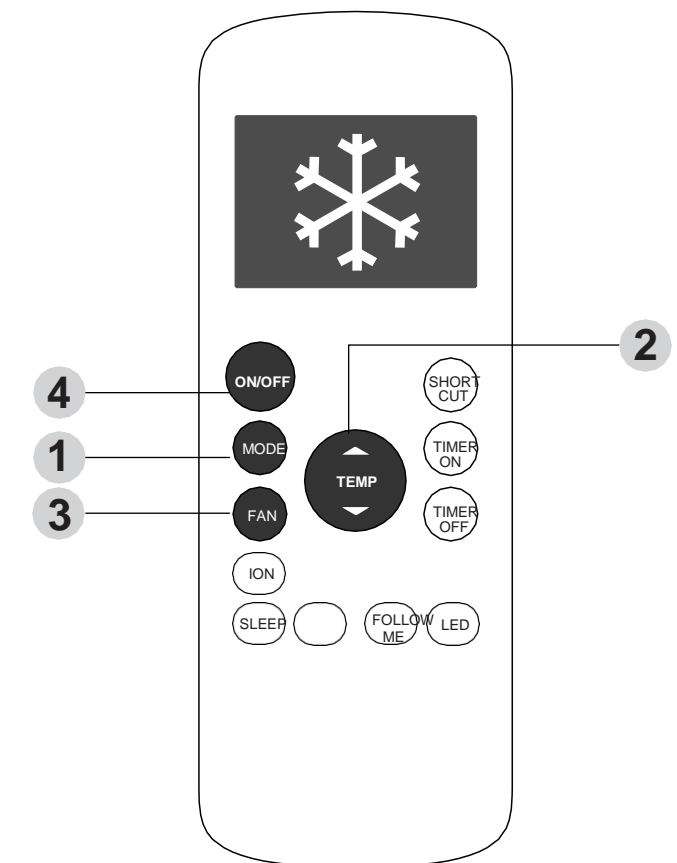 2
ON/OFF
SHORT
CUT
4
MODE
TIMER
ON
1
TEMP
FAN
TIMER
OFF
3
ION
SLEEP
FOLLOW
ME
LED